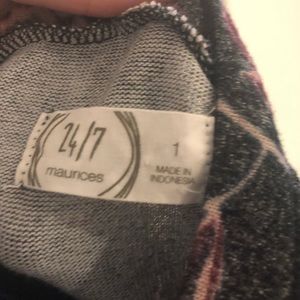 24/7
maurices
1
MADE IN
INDONESIA